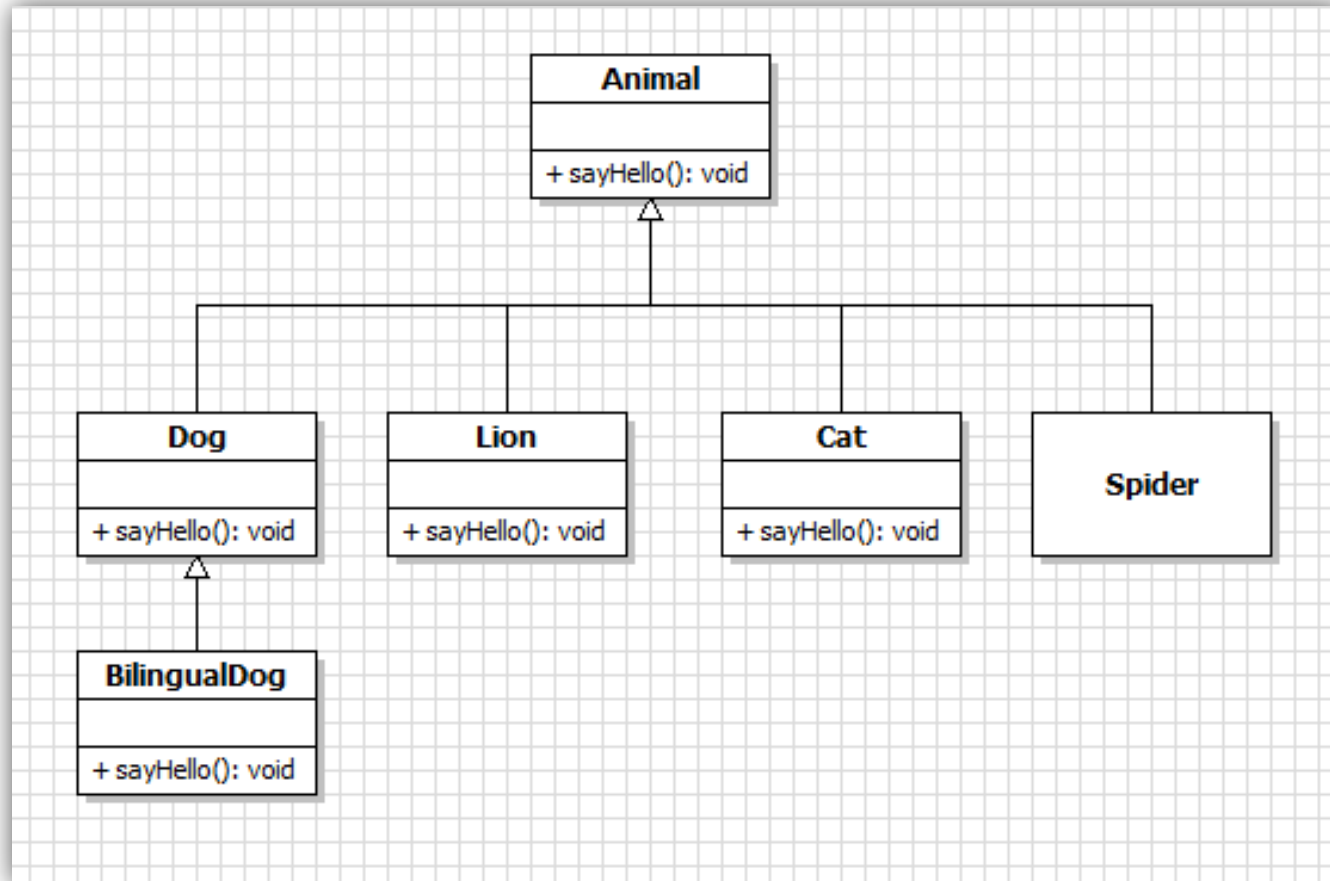 Animal
+ sayHello(): void
Dog
+ sayHello(): void
Lion
+ sayHello(): void
Cat
+ sayHello(): void
Spider
BilingualDog
+ sayHello(): void